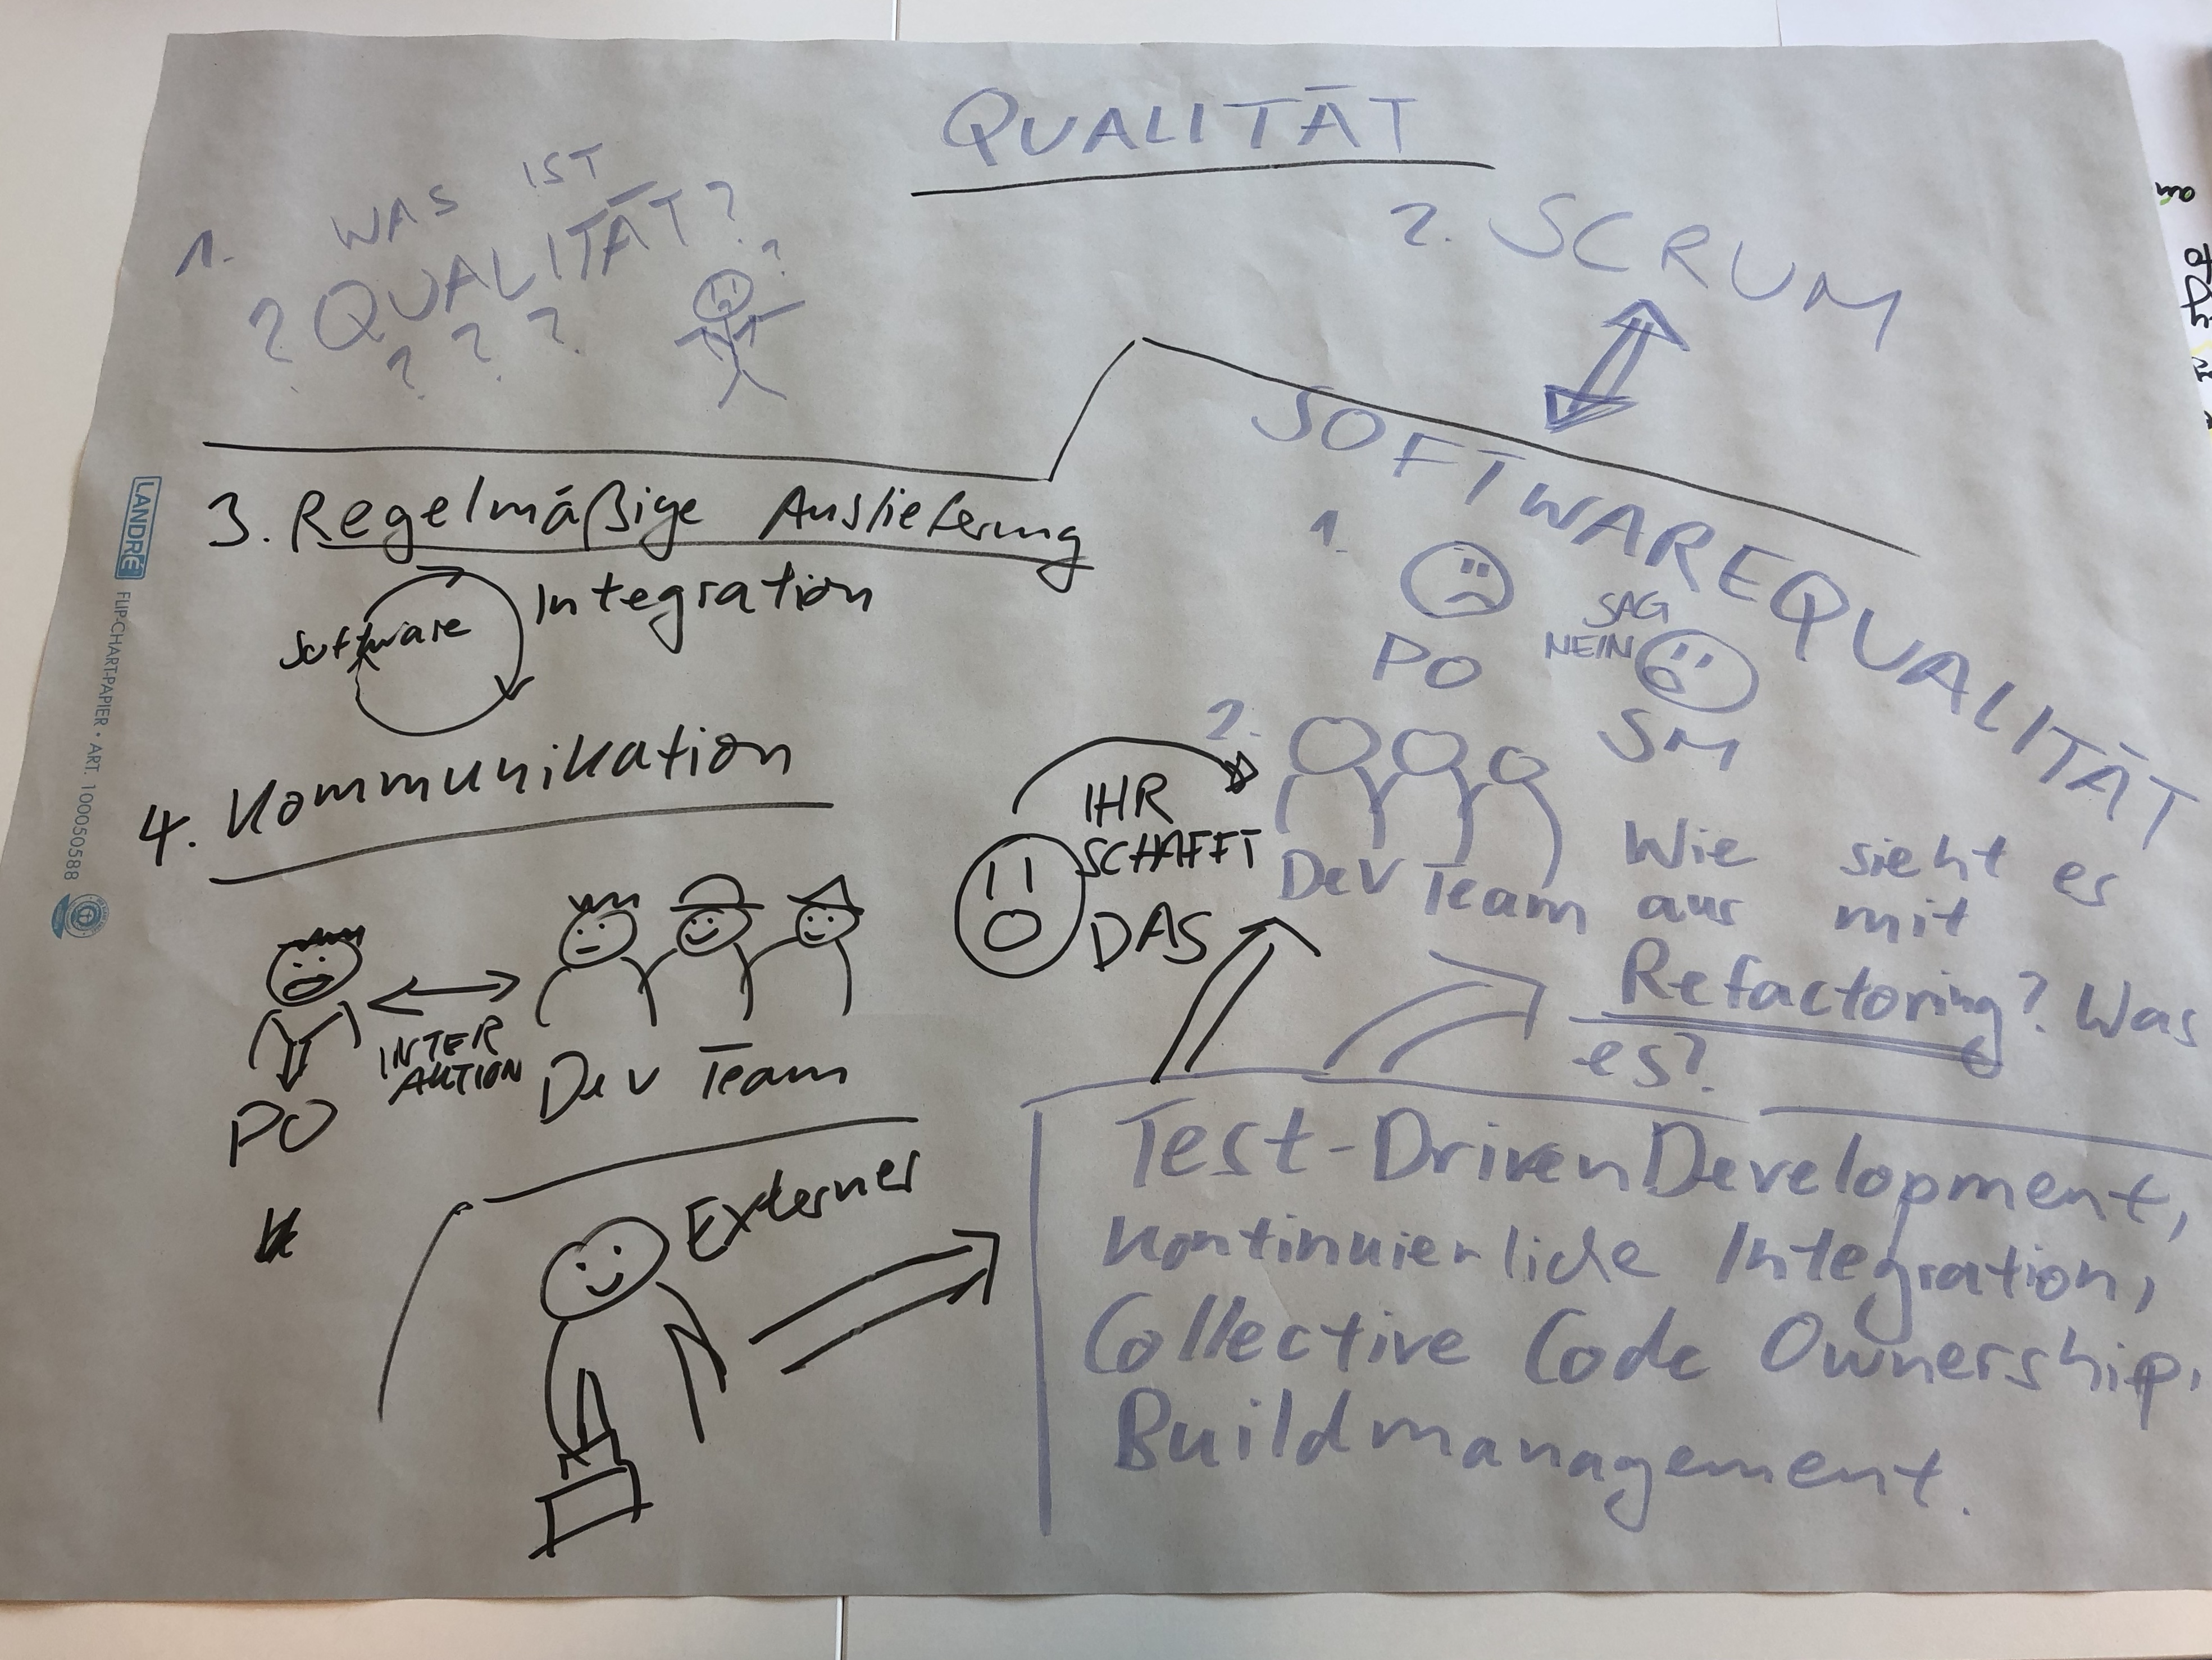 QUALITÄT
1.
WAS IST
QUALITÄT?
? ? ? ? ?
2. SCRUM
SOFTWAREQUALITÄT
1.
PO
SAG
NEIN
SM
2.
Dev Team
IHR
SCHAFFT
DAS
Wie sieht es
aus mit
Refactoring? Was
es?
Test-Driven Development,
Kontinuierliche Integration,
Collective Code Ownership,
Buildmanagement.
3. Regelmäßige Auslieferung
Software
Integration
4. Kommunikation
PO
INTER
AKTION
Dev Team
Externer
LANDRÉ
FLIP-CHART-PAPIER • ART. 100050588